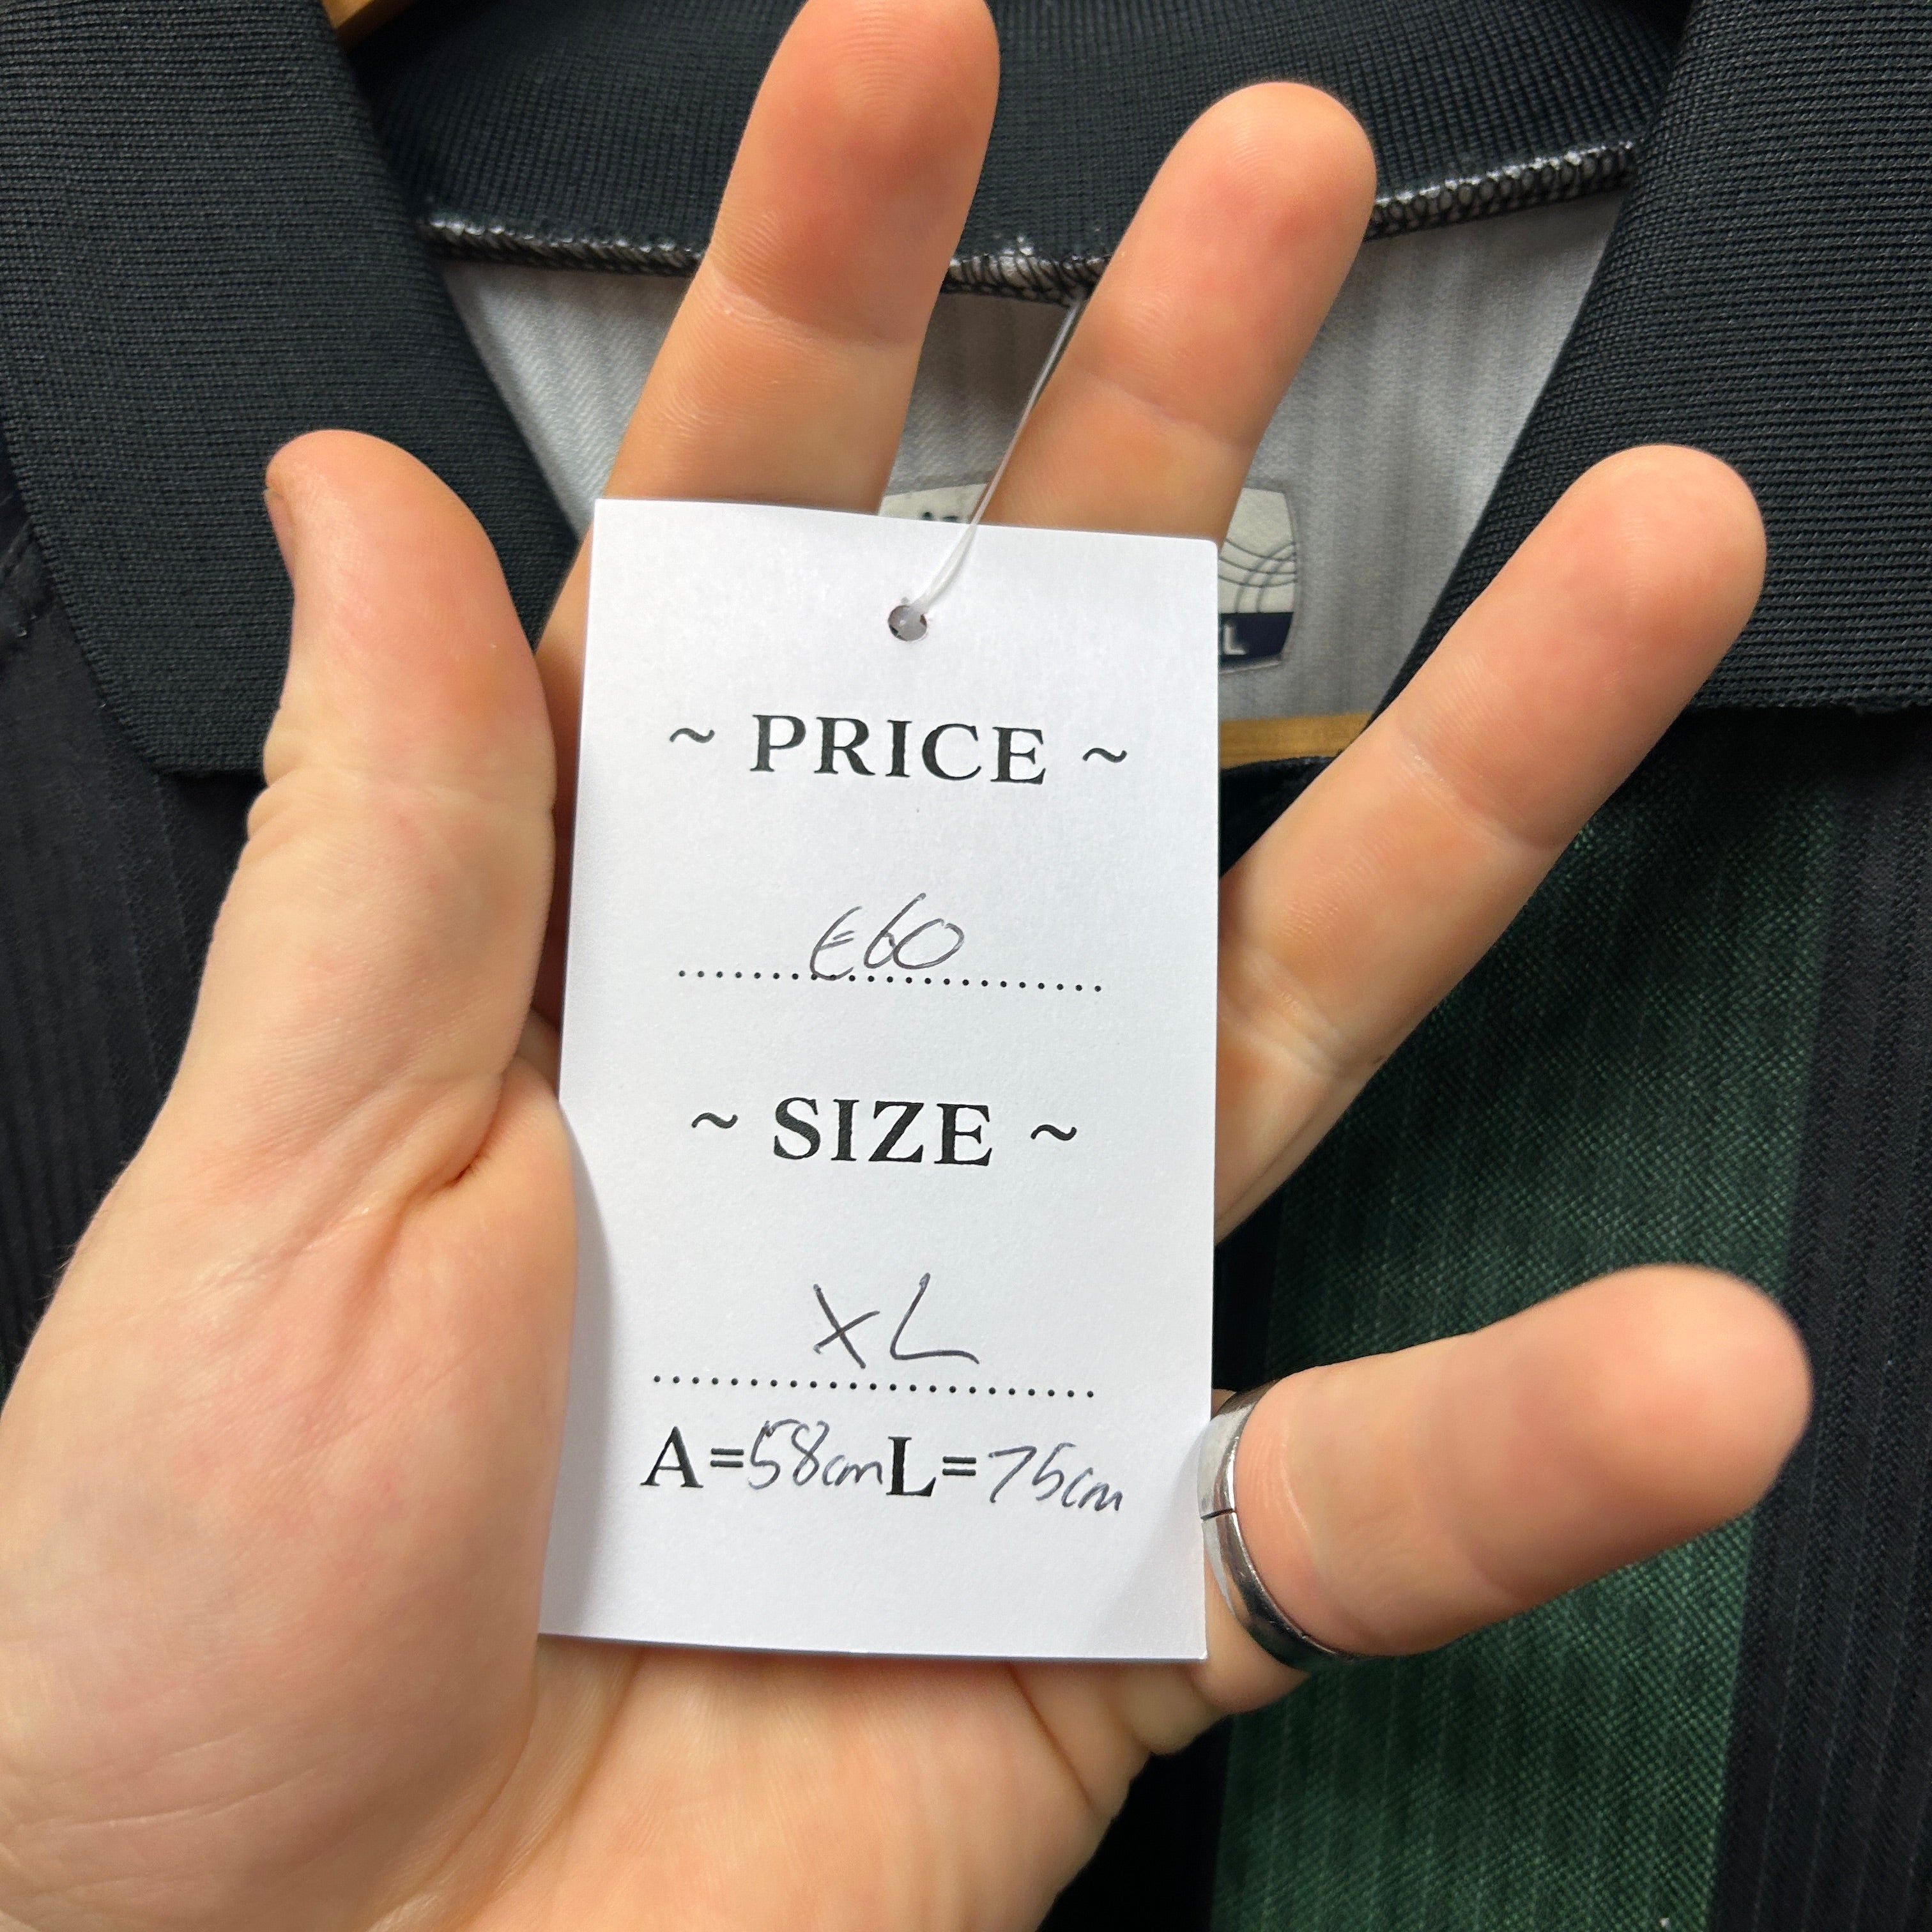 ~ PRICE ~
€60
~ SIZE ~
XL
A=58cm L=75cm